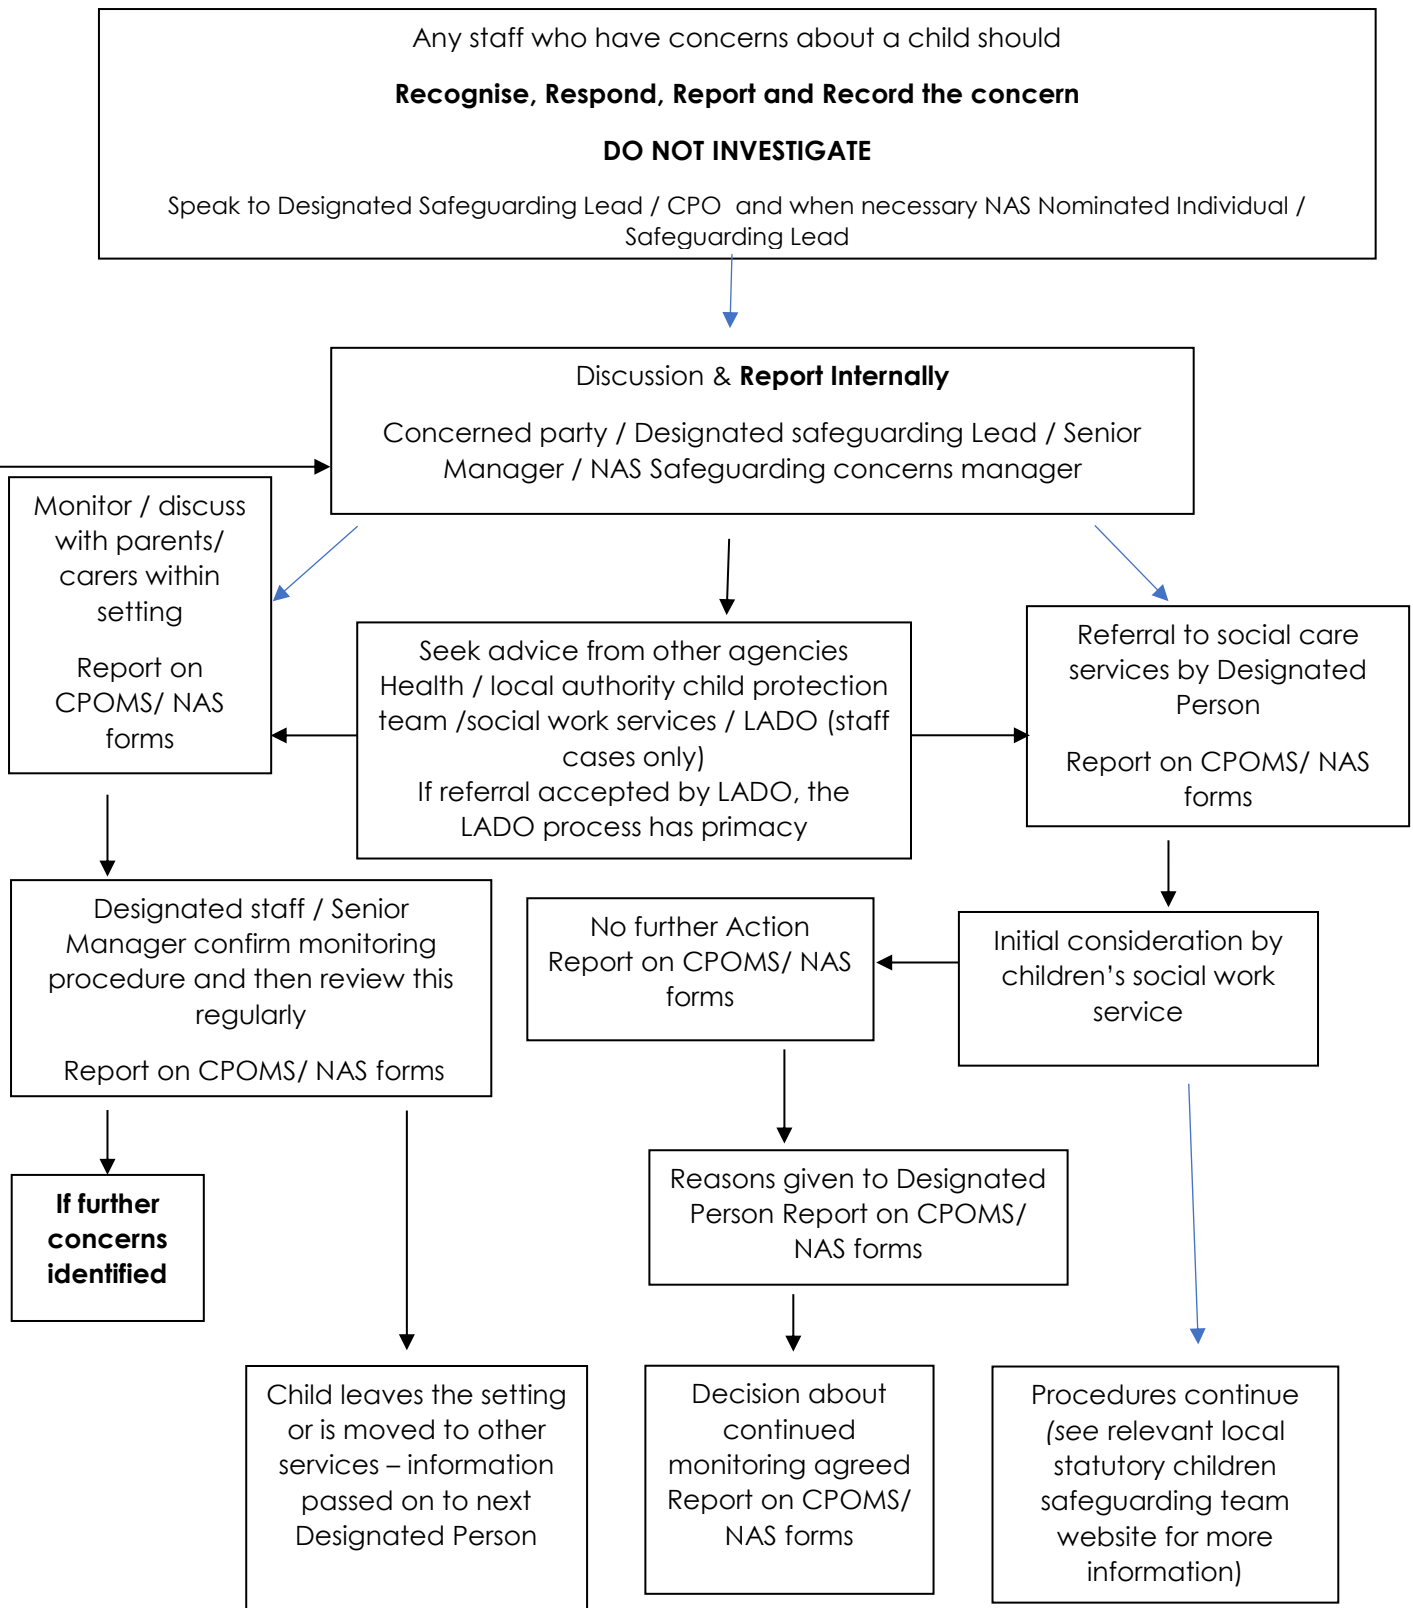 Any staff who have concerns about a child should
Recognise, Respond, Report and Record the concern
DO NOT INVESTIGATE
Speak to Designated Safeguarding Lead / CPO  and when necessary NAS Nominated Individual /
Safeguarding Lead
Discussion & Report Internally
Concerned party / Designated safeguarding Lead / Senior
Manager / NAS Safeguarding concerns manager
Monitor / discuss
with parents/
carers within
setting
Report on
CPOMS/ NAS
forms
Seek advice from other agencies
Health / local authority child protection
team /social work services / LADO (staff
cases only)
If referral accepted by LADO, the
LADO process has primacy
Referral to social care
services by Designated
Person
Report on CPOMS/ NAS
forms
Designated staff / Senior
Manager confirm monitoring
procedure and then review this
regularly
Report on CPOMS/ NAS forms
No further Action
Report on CPOMS/ NAS
forms
Initial consideration by
children’s social work
service
If further
concerns
identified
Reasons given to Designated
Person Report on CPOMS/
NAS forms
Child leaves the setting
or is moved to other
services – information
passed on to next
Designated Person
Decision about
continued
monitoring agreed
Report on CPOMS/
NAS forms
Procedures continue
(see relevant local
statutory children
safeguarding team
website for more
information)